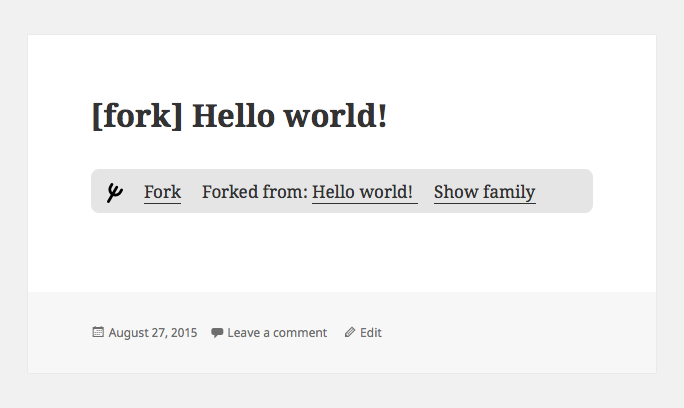 [fork] Hello world!
Fork Forked from: Hello world! Show family
August 27, 2015 Leave a comment Edit